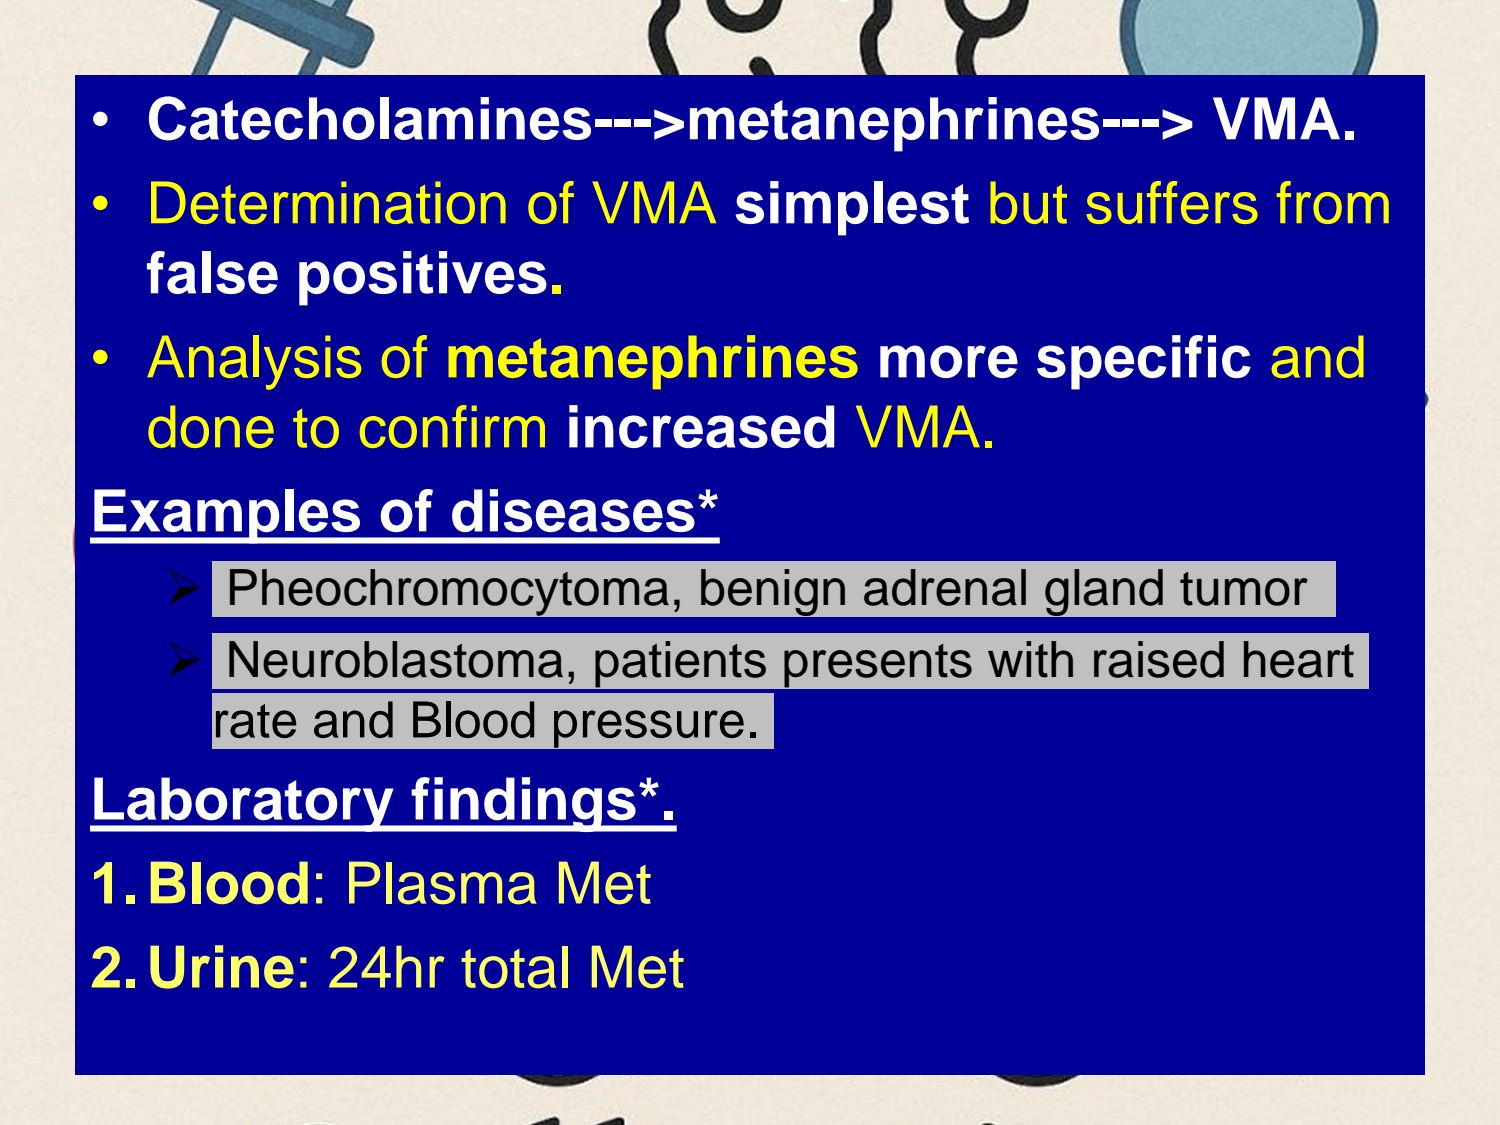 • Catecholamines--->metanephrines---> VMA.
• Determination of VMA simplest but suffers from
false positives.
• Analysis of metanephrines more specific and
done to confirm increased VMA.
Examples of diseases*
➢ Pheochromocytoma, benign adrenal gland tumor
➢ Neuroblastoma, patients presents with raised heart
rate and Blood pressure.
Laboratory findings*.
1. Blood: Plasma Met
2. Urine: 24hr total Met